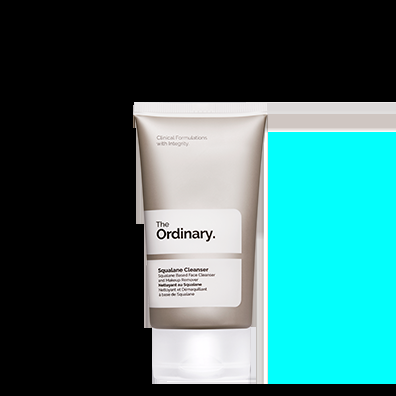 Clinical Formulations
with Integrity
The
Ordinary.
Squalane Cleanser
Squalane Based Face Cleanser
and Makeup Remover
Nettoyant au Squalane
Nettoyant et Démaquillant
à base de Squalane